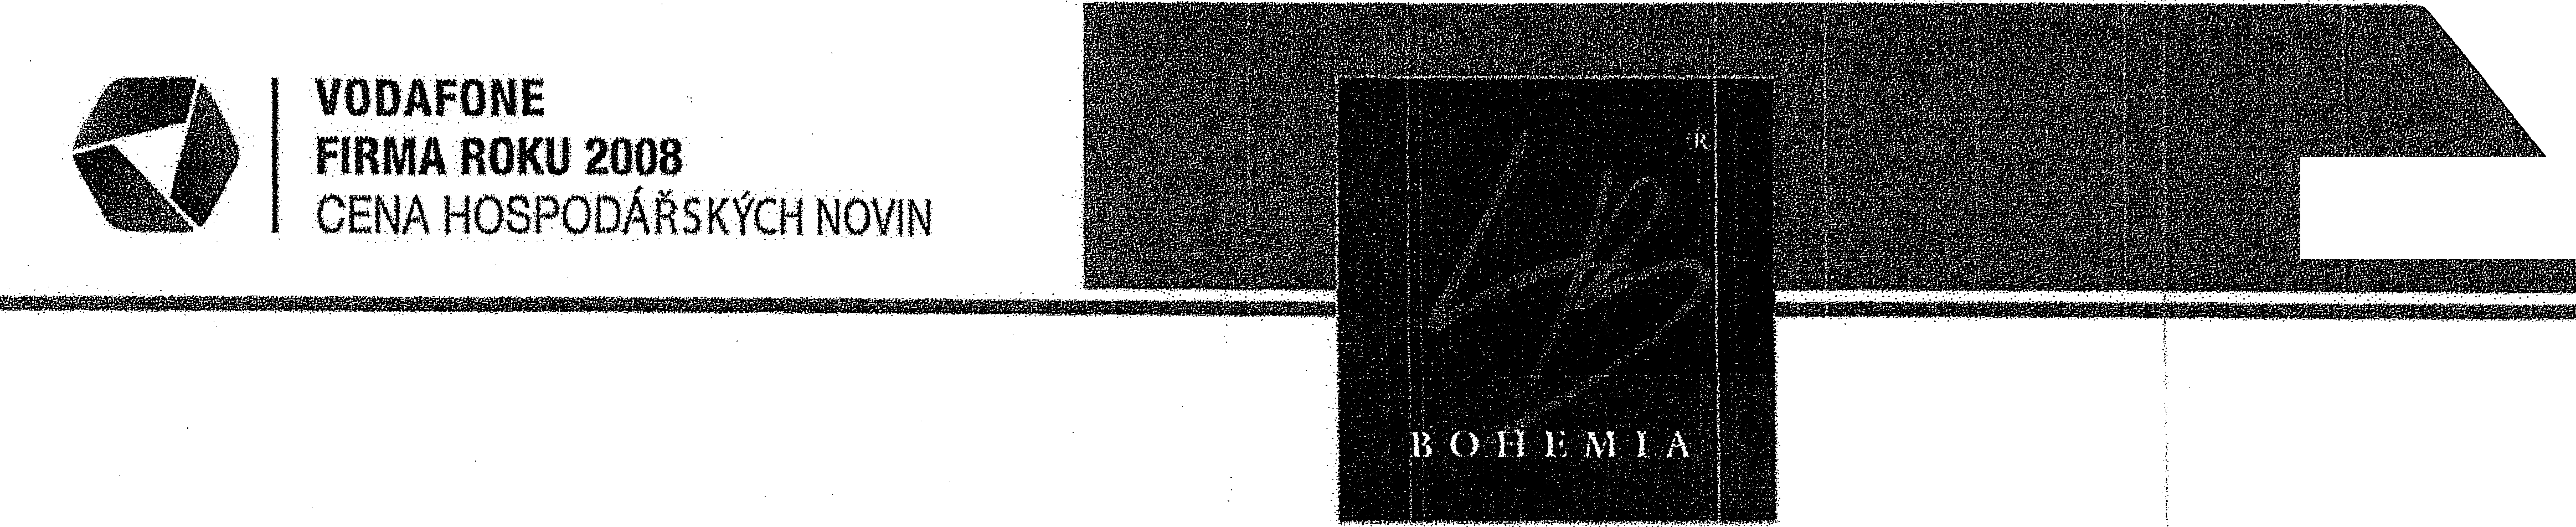 VODAFONE
FIRMA ROKU 2008
CENA HOSPODÁŘSKÝCH NOVIN
®
BOHEMIA